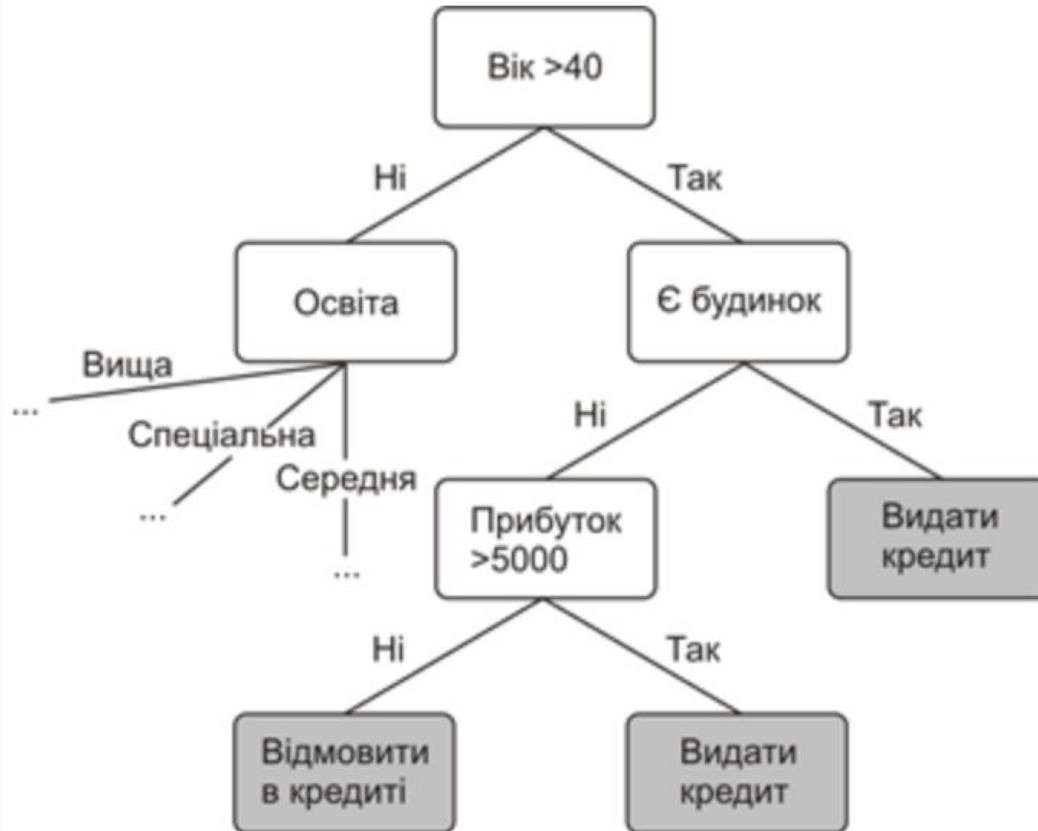 Вік >40
Ні
Так
Освіта
Є будинок
Вища
...
Спеціальна
...
Середня
...
Ні
Так
Прибуток
>5000
Видати
кредит
Ні
Так
Відмовити
в кредиті
Видати
кредит